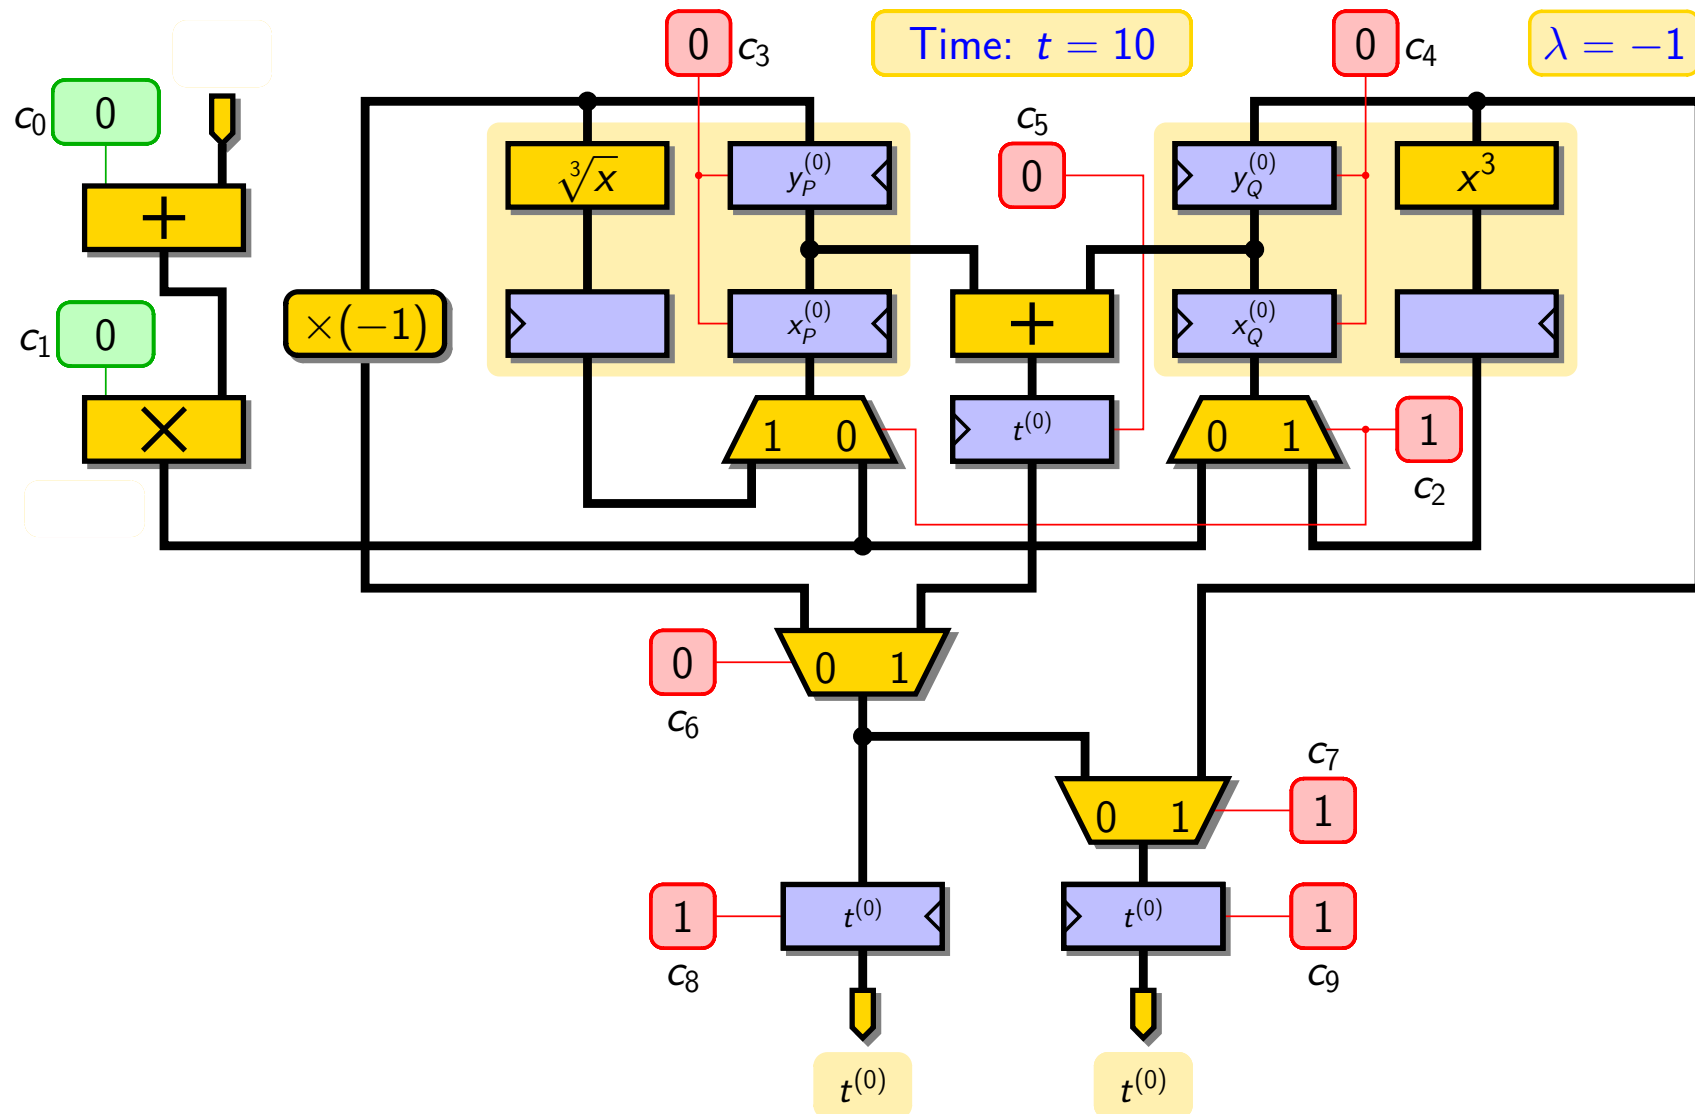 0 c₃ Time: t = 10 0 c₄ λ = −1
c₀ 0
c₅
+ ∛x y_P^(0) 0 y_Q^(0) x³
c₁ 0 ×(−1) x_P^(0) + x_Q^(0)
× 1 0 t^(0) 0 1 1
c₂
0 0 1
c₆
c₇
0 1 1
1 t^(0) t^(0) 1
c₈ c₉
t^(0) t^(0)